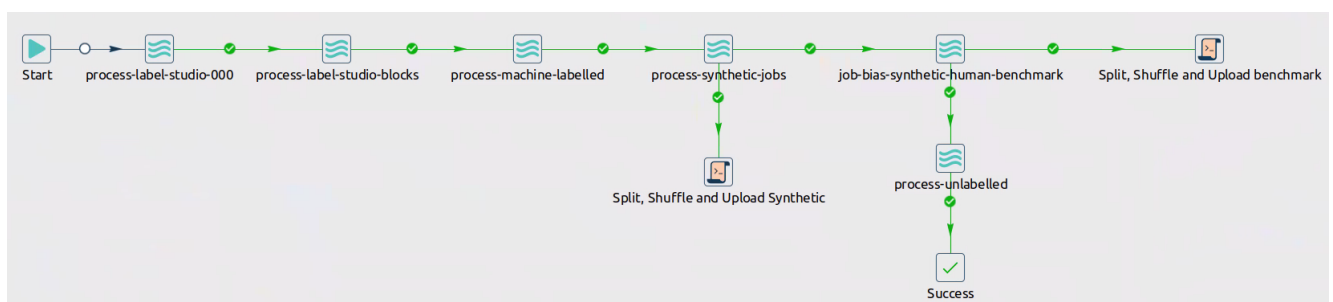 Start
process-label-studio-000
process-label-studio-blocks
process-machine-labelled
process-synthetic-jobs
job-bias-synthetic-human-benchmark
Split, Shuffle and Upload benchmark
process-unlabelled
Split, Shuffle and Upload Synthetic
Success